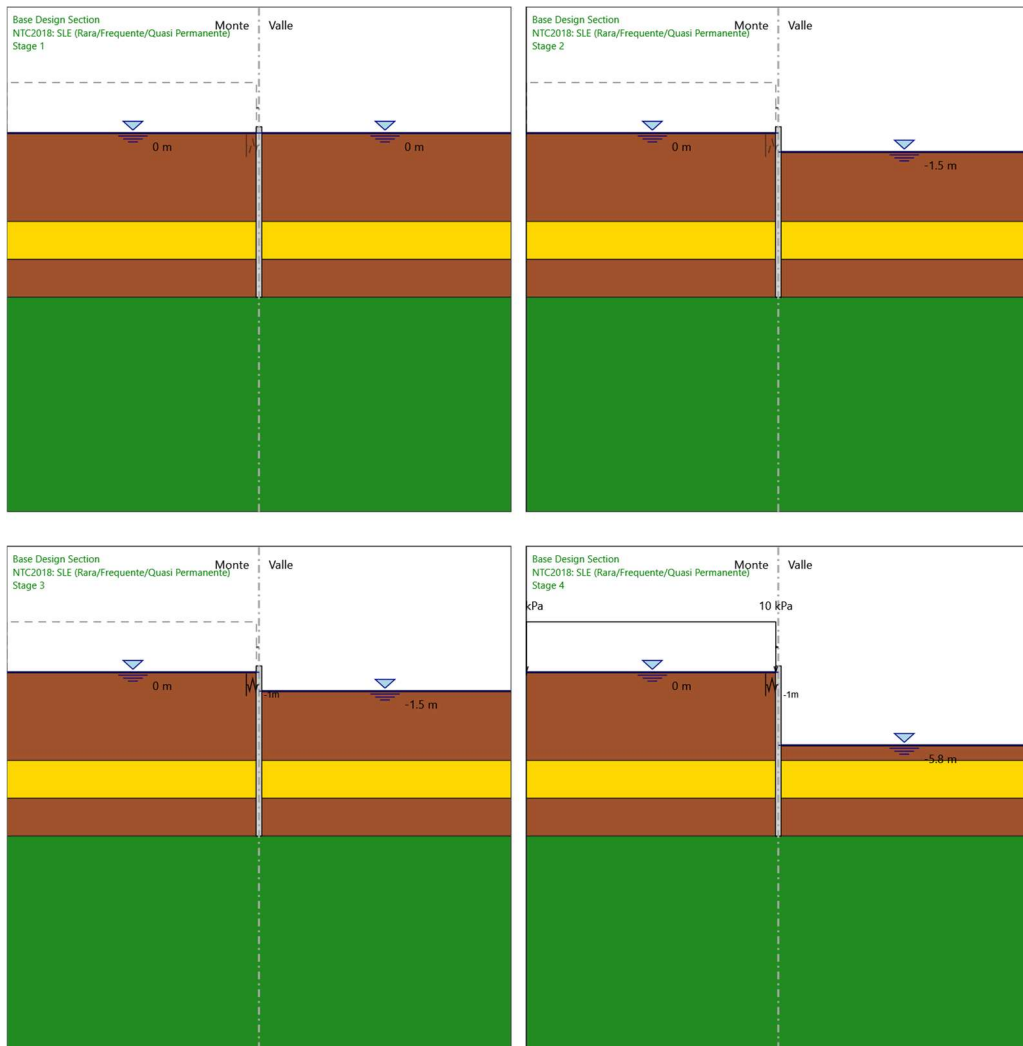 Base Design Section
NTC2018: SLE (Rara/Frequente/Quasi Permanente)
Stage 1
Monte Valle
0 m
0 m
Base Design Section
NTC2018: SLE (Rara/Frequente/Quasi Permanente)
Stage 2
Monte Valle
0 m
-1.5 m
Base Design Section
NTC2018: SLE (Rara/Frequente/Quasi Permanente)
Stage 3
Monte Valle
0 m
-1m
-1.5 m
Base Design Section
NTC2018: SLE (Rara/Frequente/Quasi Permanente)
Stage 4
Monte Valle
kPa
10 kPa
0 m
-1m
-5.8 m